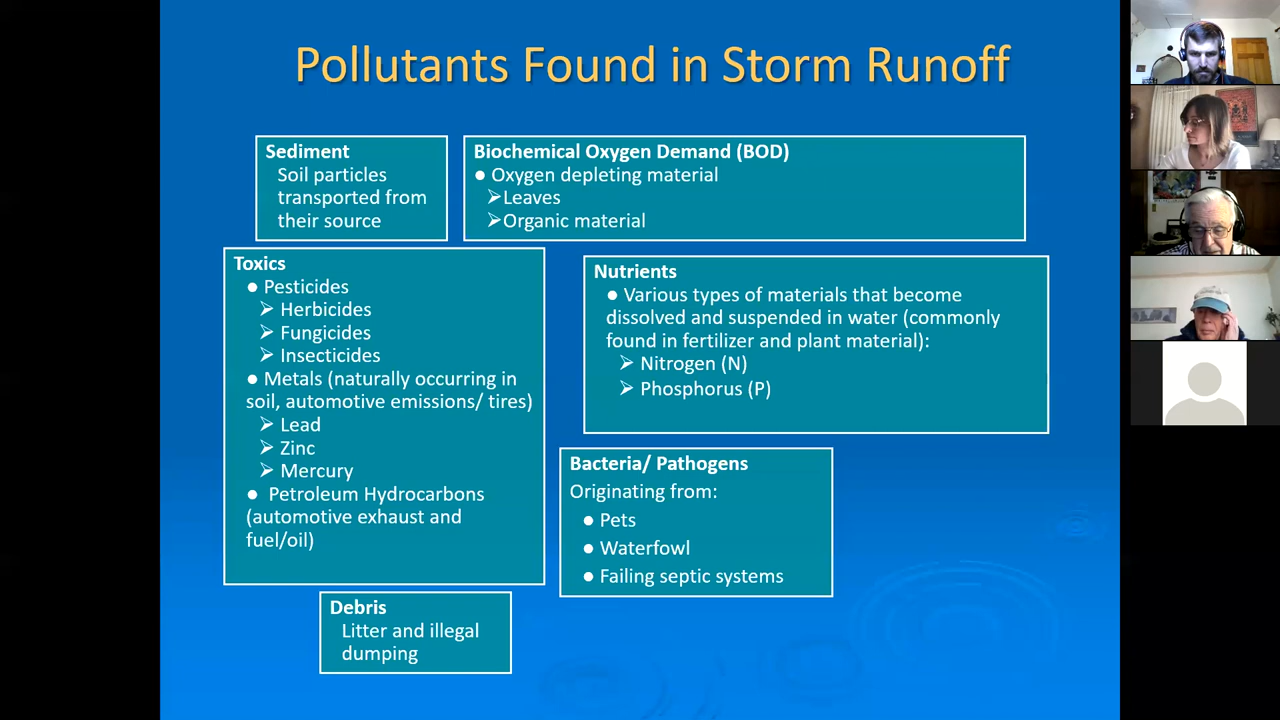 Pollutants Found in Storm Runoff
Sediment
Soil particles
transported from
their source
Biochemical Oxygen Demand (BOD)
● Oxygen depleting material
➢Leaves
➢Organic material
Toxics
● Pesticides
➢ Herbicides
➢ Fungicides
➢ Insecticides
● Metals (naturally occurring in
soil, automotive emissions/ tires)
➢ Lead
➢ Zinc
➢ Mercury
● Petroleum Hydrocarbons
(automotive exhaust and
fuel/oil)
Nutrients
● Various types of materials that become
dissolved and suspended in water (commonly
found in fertilizer and plant material):
➢ Nitrogen (N)
➢ Phosphorus (P)
Bacteria/ Pathogens
Originating from:
● Pets
● Waterfowl
● Failing septic systems
Debris
Litter and illegal
dumping